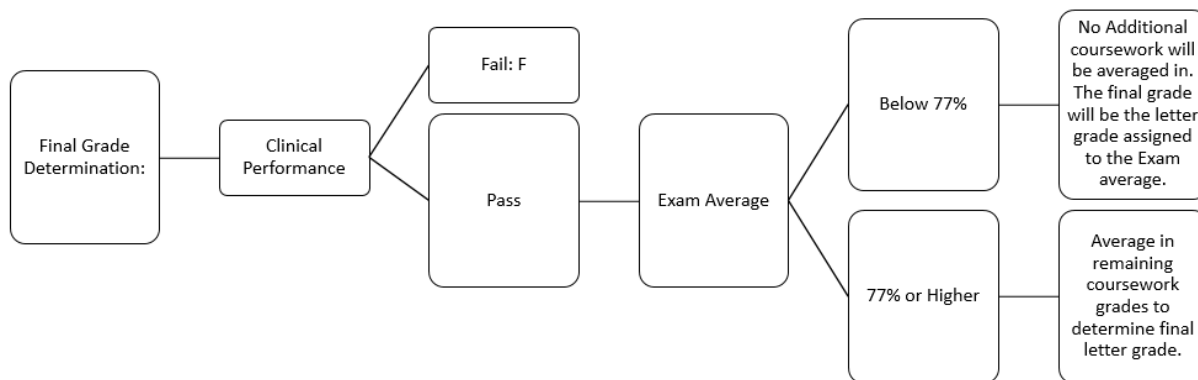 Final Grade
Determination:
Clinical
Performance
Fail: F
Pass
Exam Average
Below 77%
No Additional
coursework will
be averaged in.
The final grade
will be the letter
grade assigned
to the Exam
average.
77% or Higher
Average in
remaining
coursework
grades to
determine final
letter grade.